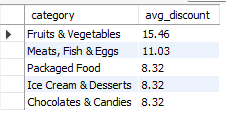 category avg_discount
Fruits & Vegetables 15.46
Meats, Fish & Eggs 11.03
Packaged Food 8.32
Ice Cream & Desserts 8.32
Chocolates & Candies 8.32